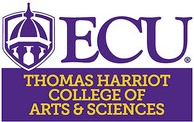 ECU®
THOMAS HARRIOT
COLLEGE OF
ARTS & SCIENCES